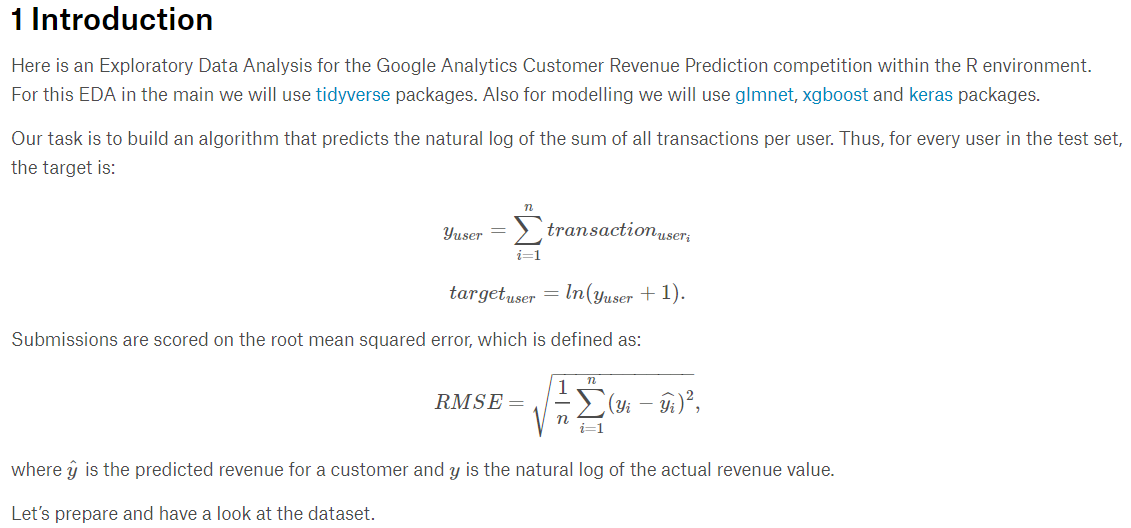 1 Introduction
Here is an Exploratory Data Analysis for the Google Analytics Customer Revenue Prediction competition within the R environment.
For this EDA in the main we will use tidyverse packages. Also for modelling we will use glmnet, xgboost and keras packages.
Our task is to build an algorithm that predicts the natural log of the sum of all transactions per user. Thus, for every user in the test set,
the target is:
y_{user} = \sum_{i=1}^{n} transaction_{user_i}
target_{user} = ln(y_{user} + 1).
Submissions are scored on the root mean squared error, which is defined as:
RMSE = \sqrt{\frac{1}{n} \sum_{i=1}^{n} (y_i - \hat{y_i})^2},
where ŷ is the predicted revenue for a customer and y is the natural log of the actual revenue value.
Let’s prepare and have a look at the dataset.